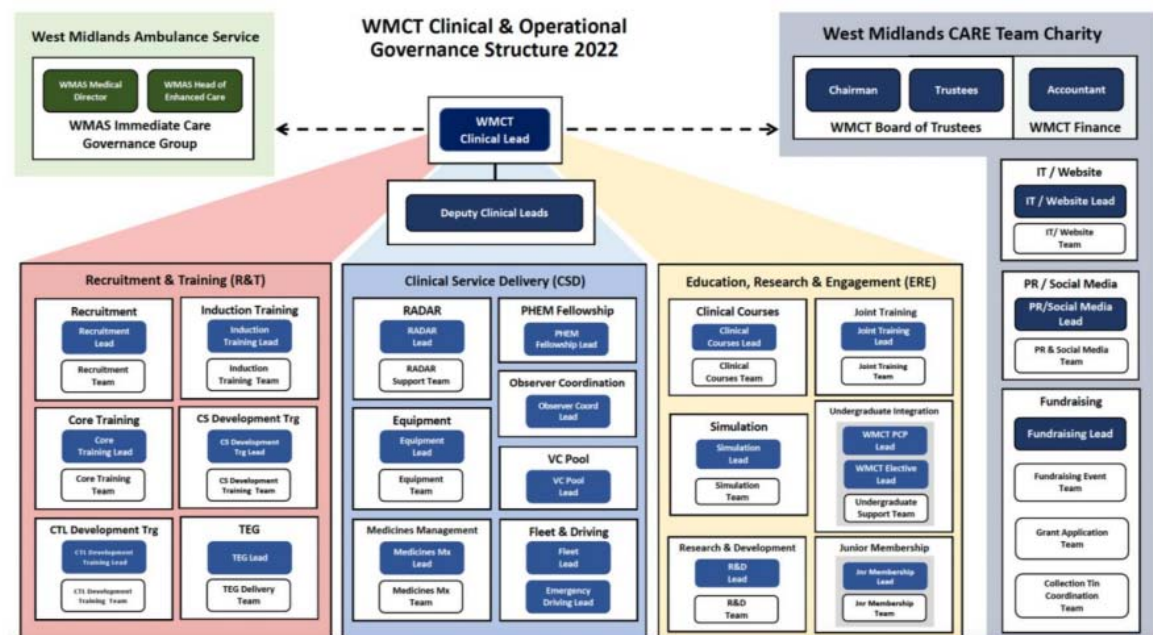 WMCT Clinical & Operational
Governance Structure 2022
West Midlands Ambulance Service
WMAS Medical
Director
WMAS Head of
Enhanced Care
WMAS Immediate Care
Governance Group
WMCT
Clinical Lead
Deputy Clinical Leads
West Midlands CARE Team Charity
Chairman
Trustees
WMCT Board of Trustees
Accountant
WMCT Finance
IT / Website
IT / Website Lead
IT/ Website
Team
PR / Social Media
PR/Social Media
Lead
PR & Social Media
Team
Fundraising
Fundraising Lead
Fundraising Event
Team
Grant Application
Team
Collection Tin
Coordination
Team
Recruitment & Training (R&T)
Recruitment
Recruitment
Lead
Recruitment
Team
Induction Training
Induction
Training Lead
Induction
Training Team
Core Training
Core
Training Lead
Core Training
Team
CS Development Trg
CS Development
Trg Lead
CS Development
Training Team
CTL Development Trg
CTL Development
Training Lead
CTL Development
Training Team
TEG
TEG Lead
TEG Delivery
Team
Clinical Service Delivery (CSD)
RADAR
RADAR
Lead
RADAR
Support Team
PHEM Fellowship
PHEM
Fellowship Lead
Observer Coordination
Observer Coord
Lead
Equipment
Equipment
Lead
Equipment
Team
VC Pool
VC Pool
Lead
Medicines Management
Medicines Mx
Lead
Medicines Mx
Team
Fleet & Driving
Fleet
Lead
Emergency
Driving Lead
Education, Research & Engagement (ERE)
Clinical Courses
Clinical
Courses Lead
Clinical
Courses Team
Joint Training
Joint Training
Lead
Joint Training
Team
Simulation
Simulation
Lead
Simulation
Team
Undergraduate Integration
WMCT PCP
Lead
WMCT Elective
Lead
Undergraduate
Support Team
Research & Development
R&D
Lead
R&D
Team
Junior Membership
Jnr Membership
Lead
Jnr Membership
Team